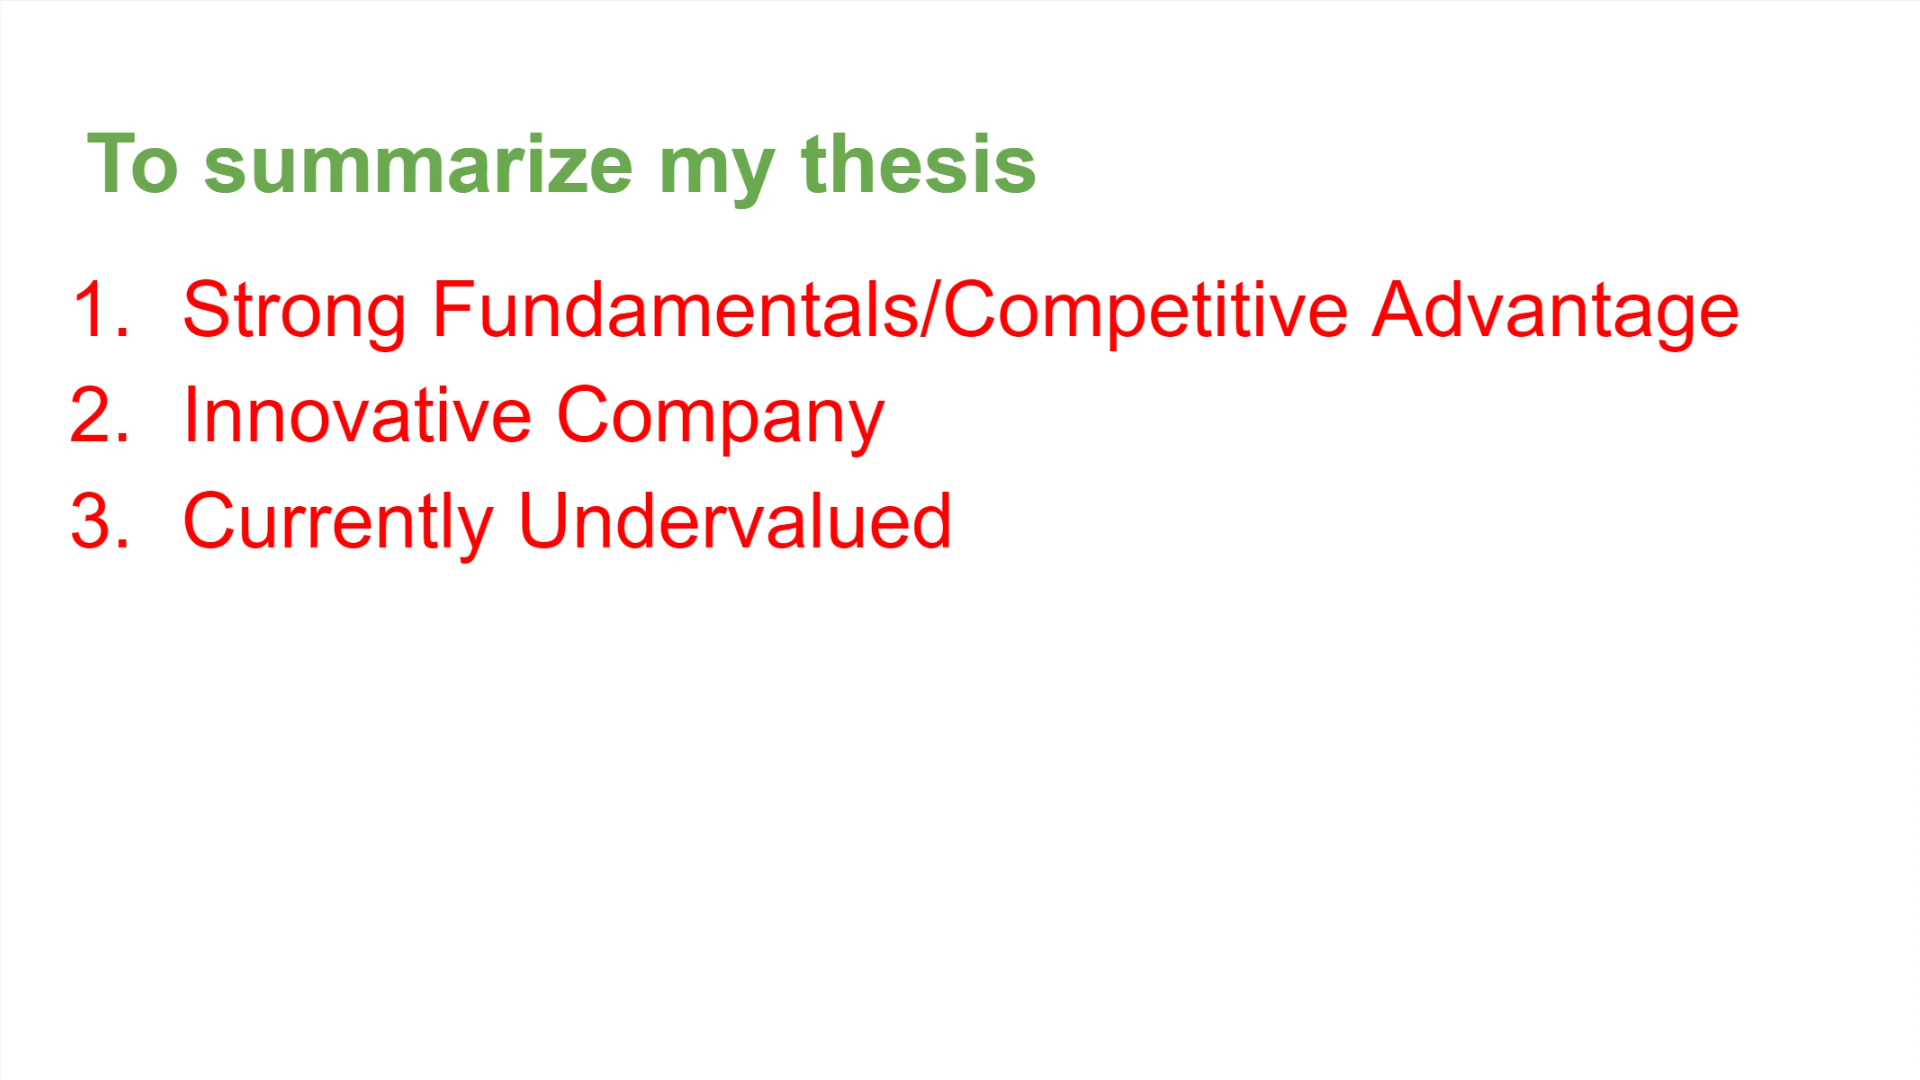 To summarize my thesis
1. Strong Fundamentals/Competitive Advantage
2. Innovative Company
3. Currently Undervalued